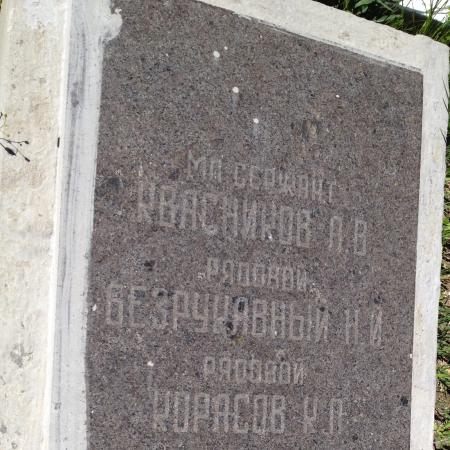 МЛ СЕРЖАНТ
КВАСНИКОВ Л В
РЯДОВОЙ
БЕЗРУКАВНЫЙ Н.И
РЯДОВОЙ
КОРАСОВ К.П